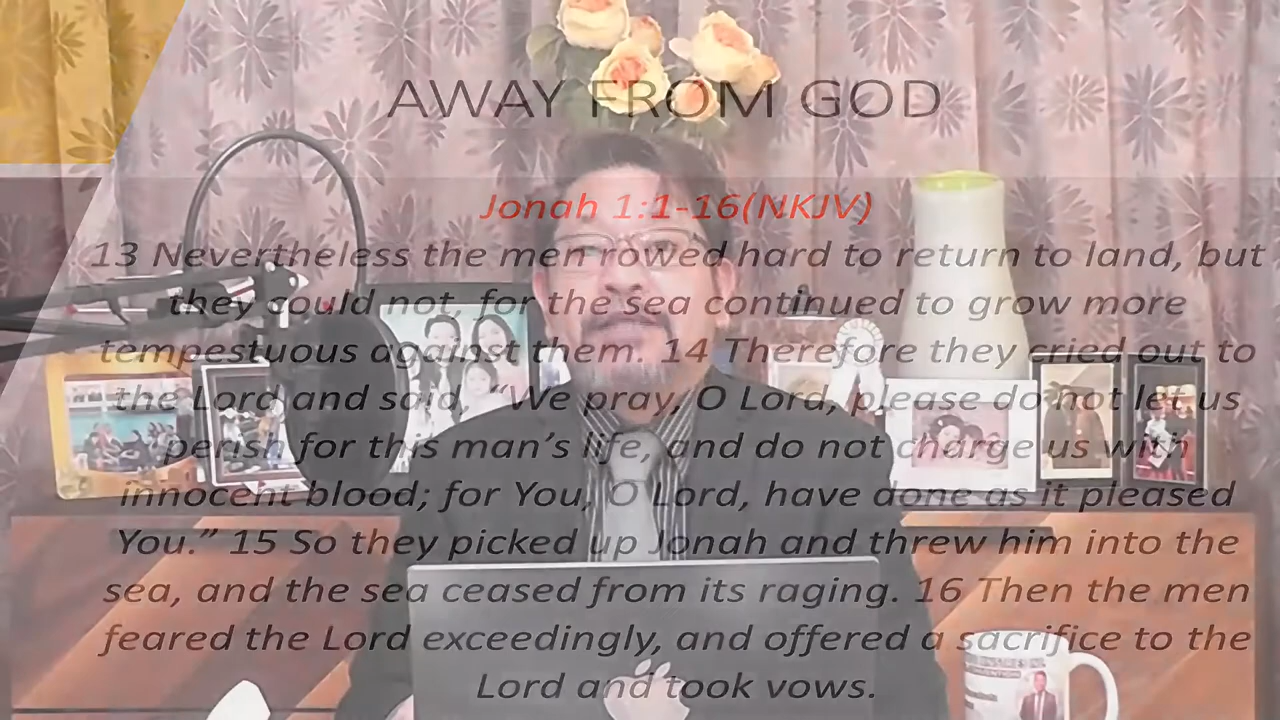 AWAY FROM GOD
Jonah 1:1-16(NKJV)
13 Nevertheless the men rowed hard to return to land, but
they could not, for the sea continued to grow more
tempestuous against them. 14 Therefore they cried out to
the Lord and said, “We pray, O Lord, please do not let us
perish for this man’s life, and do not charge us with
innocent blood; for You, O Lord, have done as it pleased
You.” 15 So they picked up Jonah and threw him into the
sea, and the sea ceased from its raging. 16 Then the men
feared the Lord exceedingly, and offered a sacrifice to the
Lord and took vows.